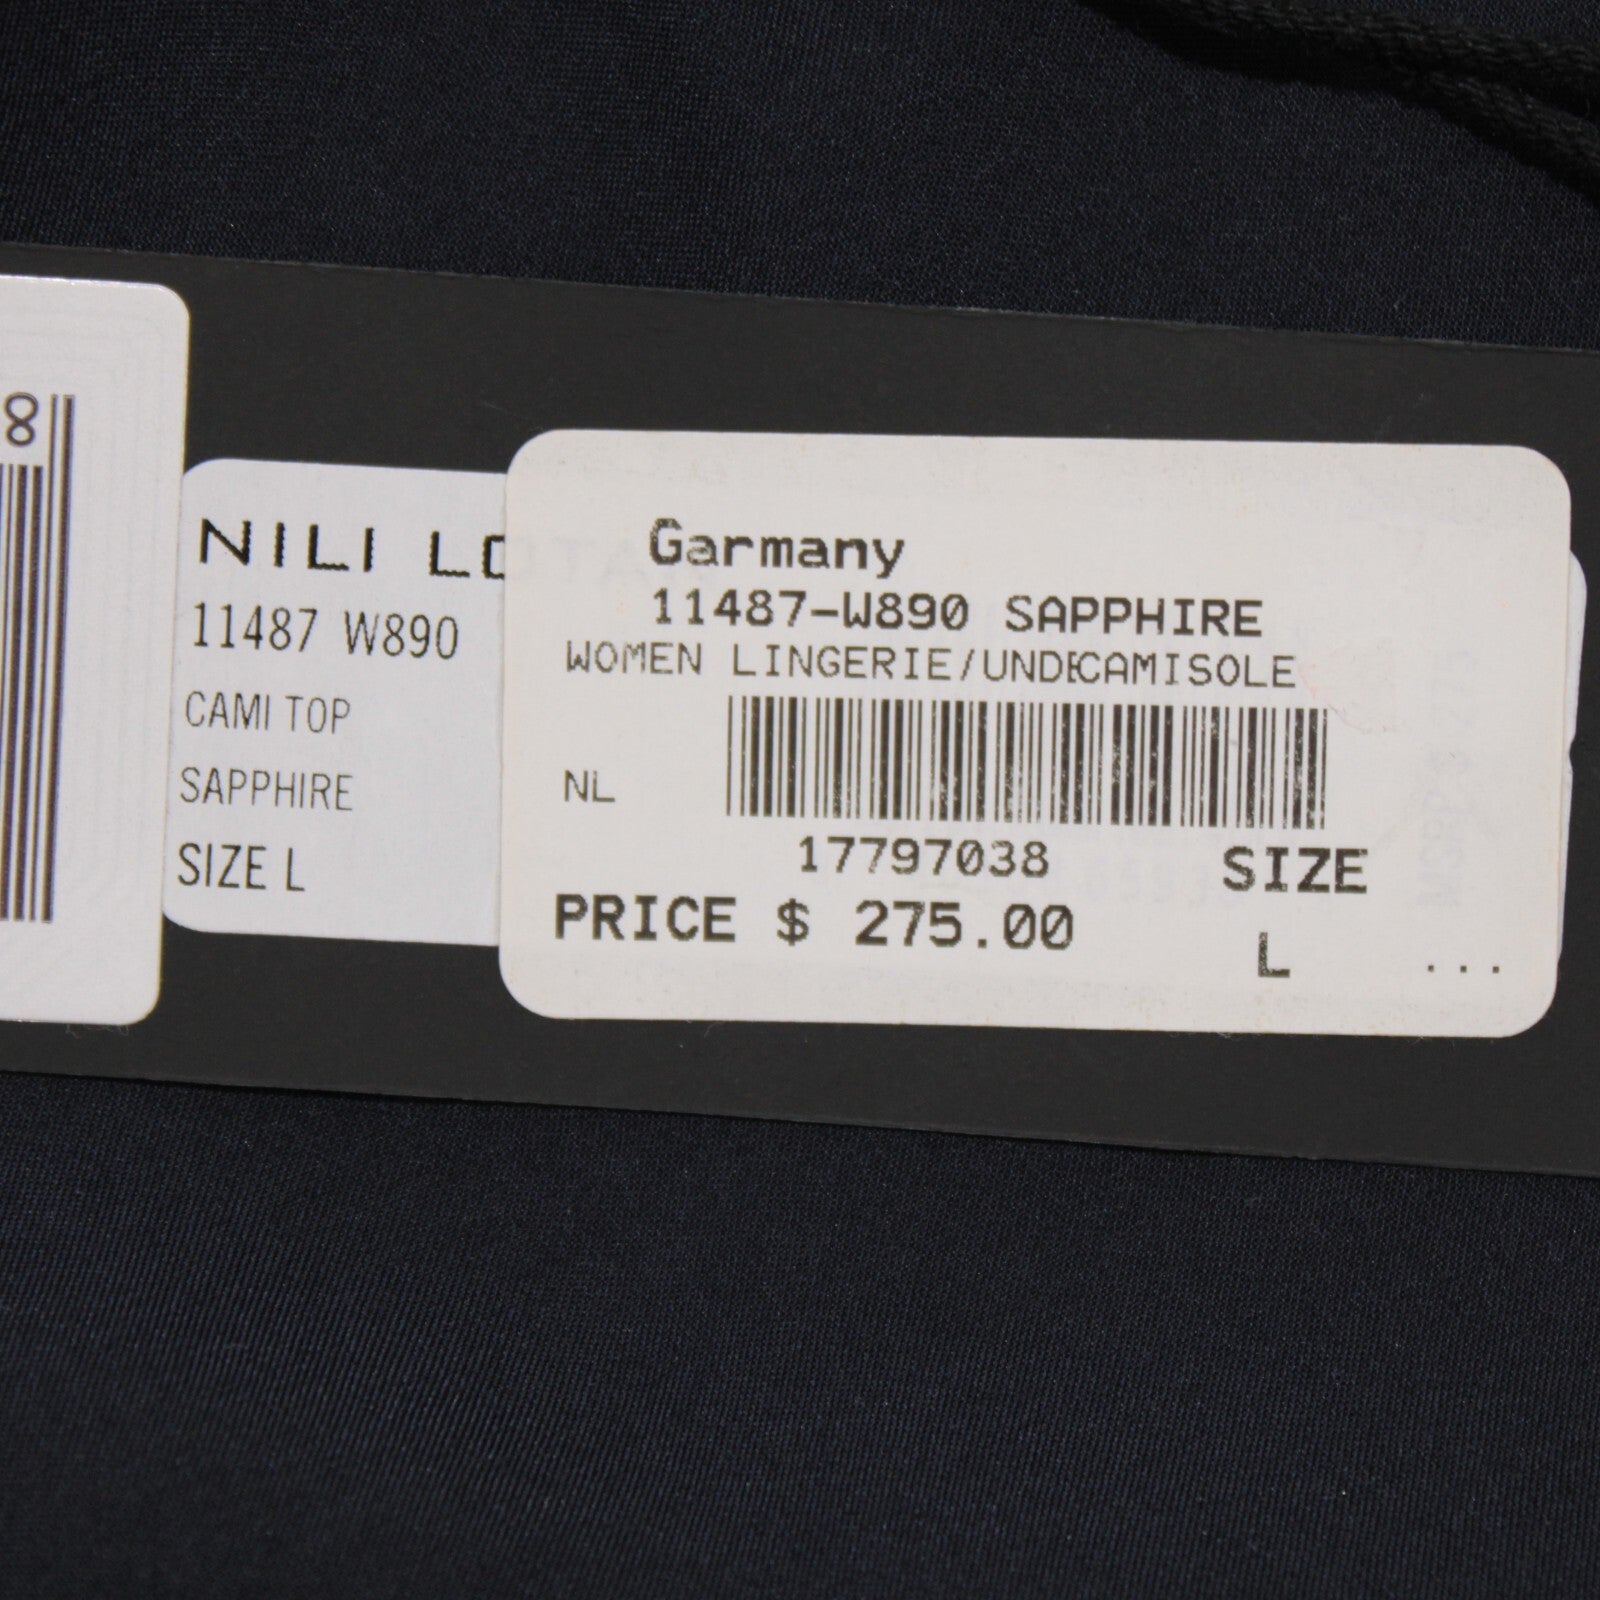 8
NILI LO
11487 W890
CAMI TOP
SAPPHIRE
SIZE L
Garmany
11487-W890 SAPPHIRE
WOMEN LINGERIE/UNDECAMISOLE
NL
17797038
SIZE
PRICE $ 275.00
L
...